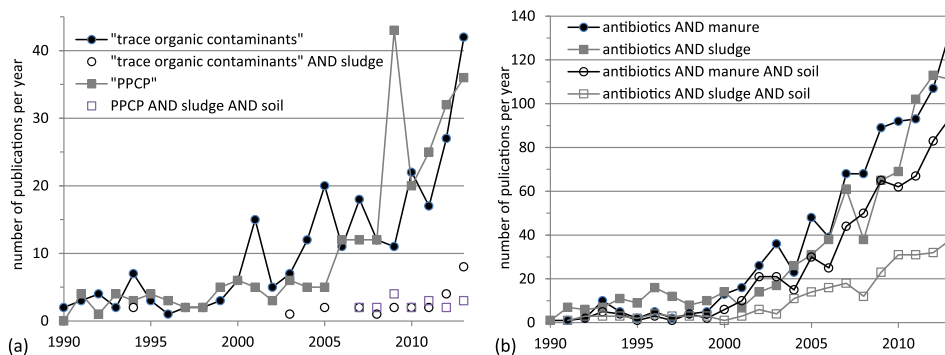 number of publications per year
40
30
20
10
0
"trace organic contaminants"
"trace organic contaminants" AND sludge
"PPCP"
PPCP AND sludge AND soil
1990
1995
2000
2005
2010
(a)
number of pulications per year
140
120
100
80
60
40
20
0
antibiotics AND manure
antibiotics AND sludge
antibiotics AND manure AND soil
antibiotics AND sludge AND soil
1990
1995
2000
2005
2010
(b)